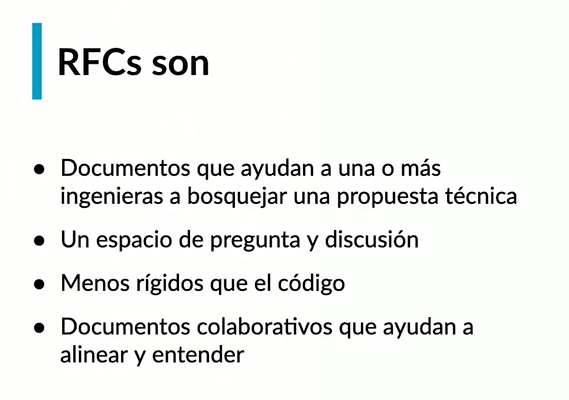 RFCs son
● Documentos que ayudan a una o más
ingenieras a bosquejar una propuesta técnica
● Un espacio de pregunta y discusión
● Menos rígidos que el código
● Documentos colaborativos que ayudan a
alinear y entender